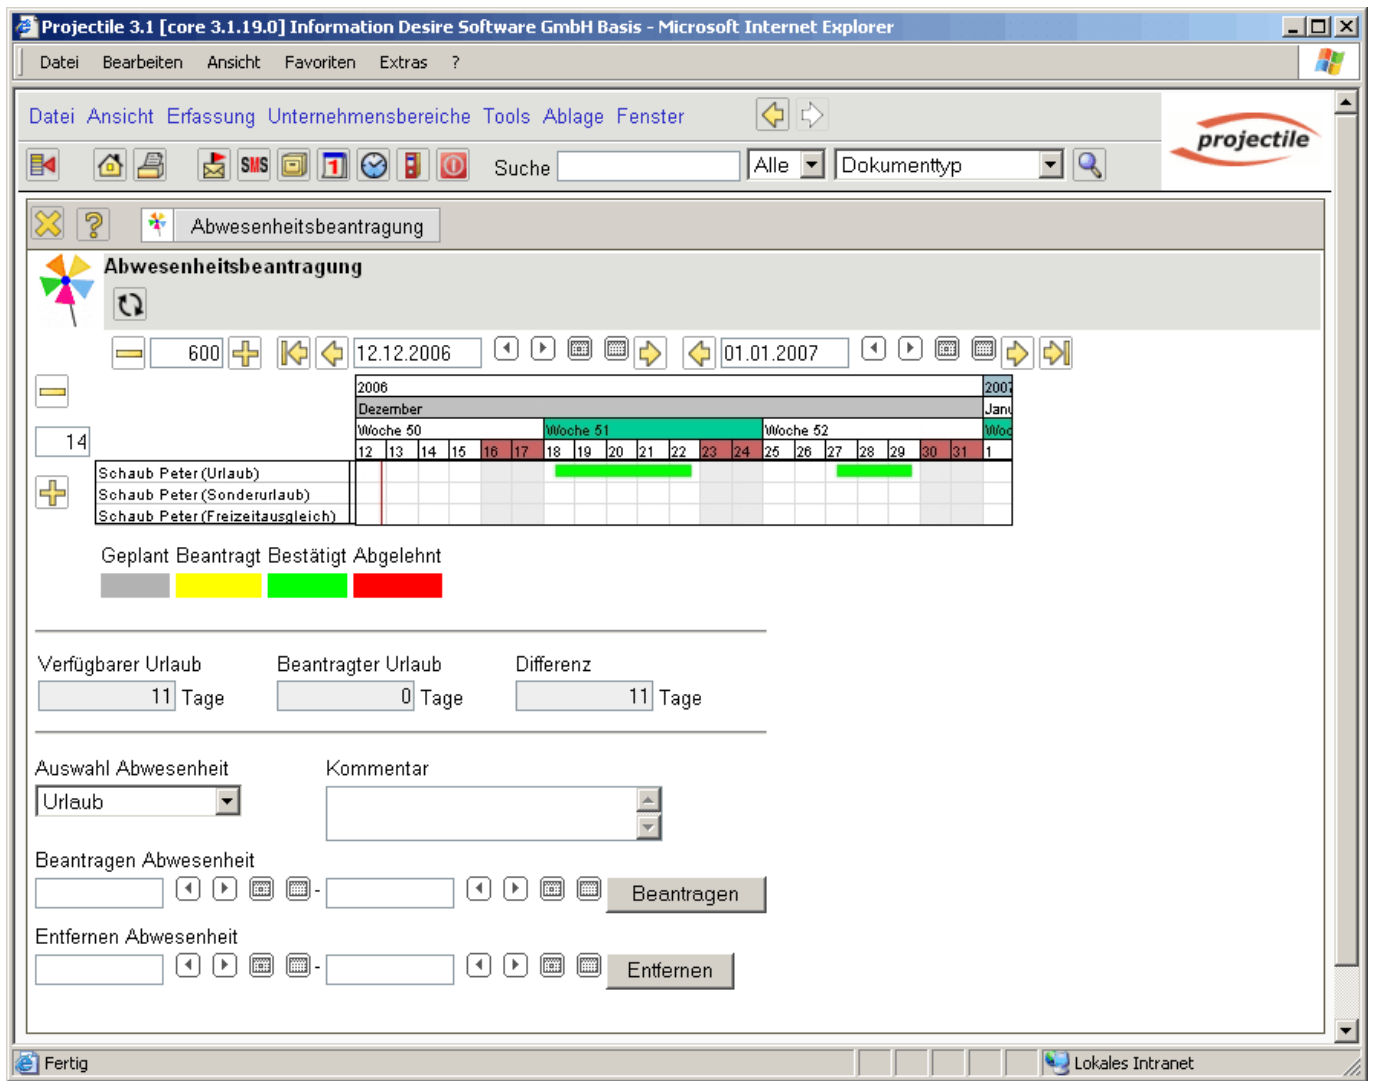 Projectile 3.1 [core 3.1.19.0] Information Desire Software GmbH Basis - Microsoft Internet Explorer
Datei Bearbeiten Ansicht Favoriten Extras ?
Datei Ansicht Erfassung Unternehmensbereiche Tools Ablage Fenster
projectile
SMS 1 Suche Alle Dokumenttyp
? Abwesenheitsbeantragung
Abwesenheitsbeantragung
600 12.12.2006 01.01.2007
2006 2007
Dezember Janu
14 Woche 50 Woche 51 Woche 52 Woc
12 13 14 15 16 17 18 19 20 21 22 23 24 25 26 27 28 29 30 31 1
Schaub Peter (Urlaub)
Schaub Peter (Sonderurlaub)
Schaub Peter (Freizeitausgleich)
Geplant Beantragt Bestätigt Abgelehnt
Verfügbarer Urlaub Beantragter Urlaub Differenz
11 Tage 0 Tage 11 Tage
Auswahl Abwesenheit Kommentar
Urlaub
Beantragen Abwesenheit
- Beantragen
Entfernen Abwesenheit
- Entfernen
Fertig Lokales Intranet